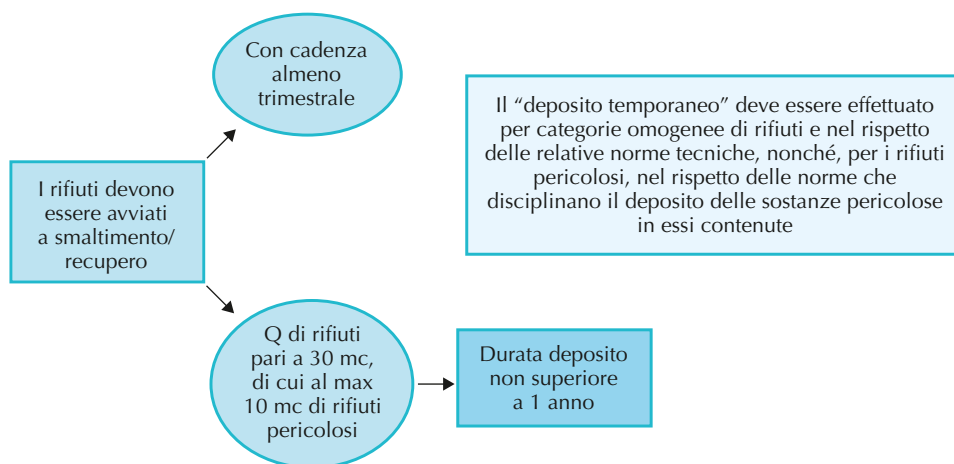 Con cadenza
almeno
trimestrale
Il “deposito temporaneo” deve essere effettuato
per categorie omogenee di rifiuti e nel rispetto
delle relative norme tecniche, nonché, per i rifiuti
pericolosi, nel rispetto delle norme che
disciplinano il deposito delle sostanze pericolose
in essi contenute
I rifiuti devono
essere avviati
a smaltimento/
recupero
Q di rifiuti
pari a 30 mc,
di cui al max
10 mc di rifiuti
pericolosi
Durata deposito
non superiore
a 1 anno